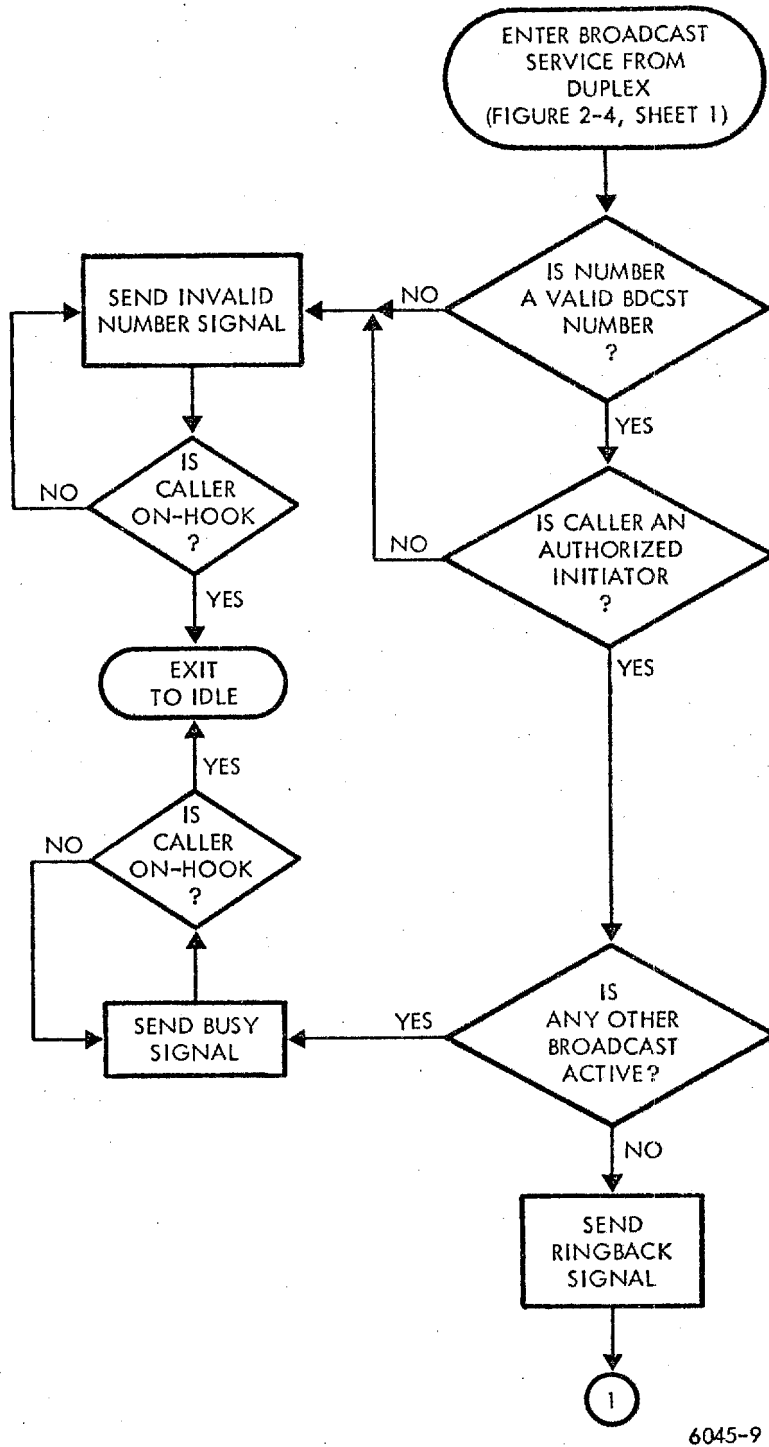 ENTER BROADCAST
SERVICE FROM
DUPLEX
(FIGURE 2-4, SHEET 1)
IS NUMBER
A VALID BDCST
NUMBER
?
NO
SEND INVALID
NUMBER SIGNAL
YES
IS
CALLER
ON-HOOK
?
NO
YES
IS CALLER AN
AUTHORIZED
INITIATOR
?
NO
YES
EXIT
TO IDLE
YES
IS
CALLER
ON-HOOK
?
NO
SEND BUSY
SIGNAL
YES
IS
ANY OTHER
BROADCAST
ACTIVE?
NO
SEND
RINGBACK
SIGNAL
1
6045-9